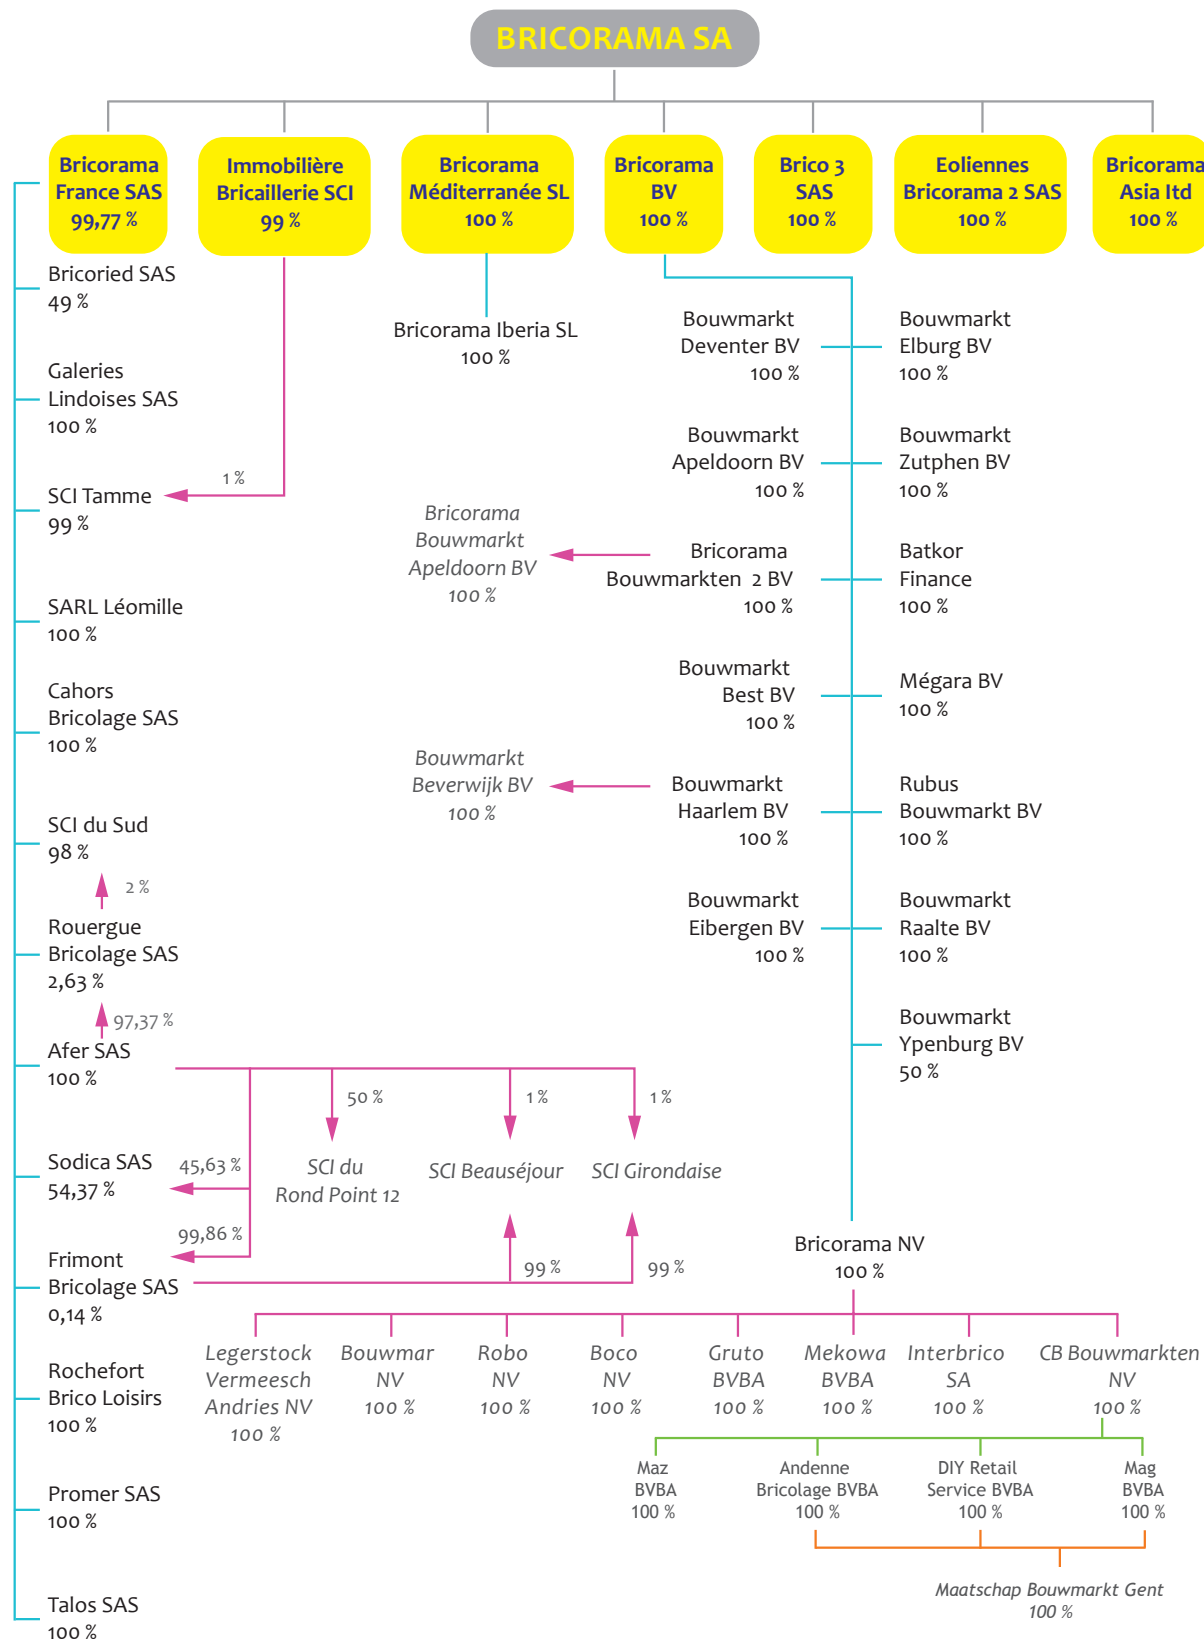 BRICORAMA SA
Bricorama
France SAS
99,77 %
Immobilière
Bricaillerie SCI
99 %
Bricorama
Méditerranée SL
100 %
Bricorama
BV
100 %
Brico 3
SAS
100 %
Eoliennes
Bricorama 2 SAS
100 %
Bricorama
Asia ltd
100 %
Bricoried SAS
49 %
Galeries
Lindoises SAS
100 %
1 %
SCI Tamme
99 %
SARL Léomille
100 %
Cahors
Bricolage SAS
100 %
SCI du Sud
98 %
2 %
Rouergue
Bricolage SAS
2,63 %
97,37 %
Afer SAS
100 %
Sodica SAS
54,37 %
45,63 %
99,86 %
Frimont
Bricolage SAS
0,14 %
Rochefort
Brico Loisirs
100 %
Promer SAS
100 %
Talos SAS
100 %
50 %
SCI du
Rond Point 12
1 %
SCI Beauséjour
99 %
1 %
SCI Girondaise
99 %
Bricorama Iberia SL
100 %
Bouwmarkt
Deventer BV
100 %
Bouwmarkt
Elburg BV
100 %
Bouwmarkt
Apeldoorn BV
100 %
Bouwmarkt
Zutphen BV
100 %
Bricorama
Bouwmarkt
Apeldoorn BV
100 %
Bricorama
Bouwmarkten 2 BV
100 %
Batkor
Finance
100 %
Bouwmarkt
Best BV
100 %
Mégara BV
100 %
Bouwmarkt
Beverwijk BV
100 %
Bouwmarkt
Haarlem BV
100 %
Rubus
Bouwmarkt BV
100 %
Bouwmarkt
Eibergen BV
100 %
Bouwmarkt
Raalte BV
100 %
Bouwmarkt
Ypenburg BV
50 %
Bricorama NV
100 %
Legerstock
Vermeesch
Andries NV
100 %
Bouwmar
NV
100 %
Robo
NV
100 %
Boco
NV
100 %
Gruto
BVBA
100 %
Mekowa
BVBA
100 %
Interbrico
SA
100 %
CB Bouwmarkten
NV
100 %
Maz
BVBA
100 %
Andenne
Bricolage BVBA
100 %
DIY Retail
Service BVBA
100 %
Mag
BVBA
100 %
Maatschap Bouwmarkt Gent
100 %